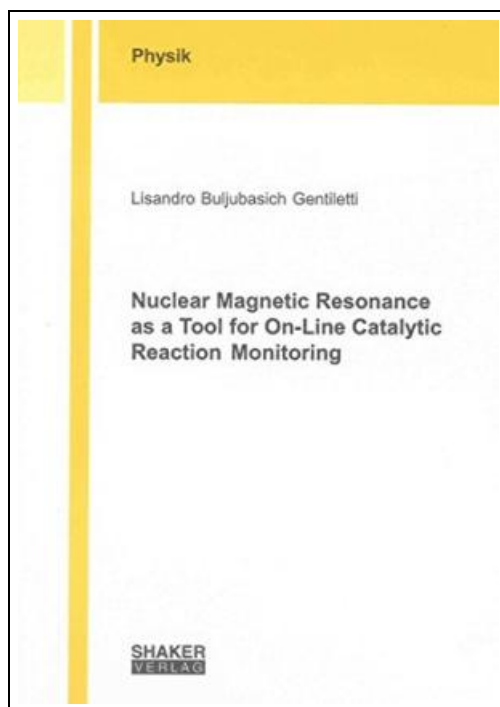 Physik
Lisandro Buljubasich Gentiletti
Nuclear Magnetic Resonance
as a Tool for On-Line Catalytic
Reaction Monitoring
SHAKER
VERLAG